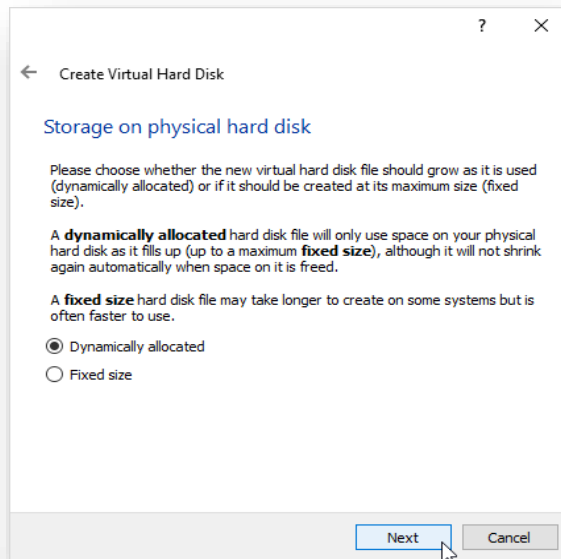 ?
Create Virtual Hard Disk
Storage on physical hard disk
Please choose whether the new virtual hard disk file should grow as it is used
(dynamically allocated) or if it should be created at its maximum size (fixed
size).
A dynamically allocated hard disk file will only use space on your physical
hard disk as it fills up (up to a maximum fixed size), although it will not shrink
again automatically when space on it is freed.
A fixed size hard disk file may take longer to create on some systems but is
often faster to use.
Dynamically allocated
Fixed size
Next Cancel